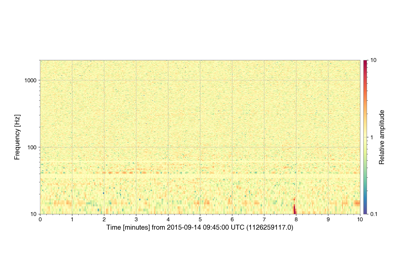 1000
100
10
Frequency [Hz]
0 1 2 3 4 5 6 7 8 9 10
Time [minutes] from 2015-09-14 09:45:00 UTC (1126259117.0)
10
1
0.1
Relative amplitude